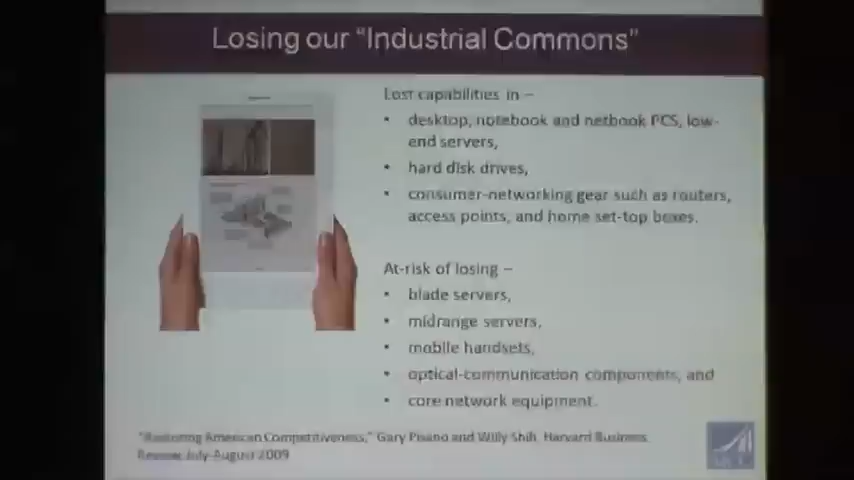 Losing our “Industrial Commons”
Lost capabilities in –
• desktop, notebook and netbook PCS, low-
end servers,
• hard disk drives,
• consumer-networking gear such as routers,
access points, and home set-top boxes.
At-risk of losing –
• blade servers,
• midrange servers,
• mobile handsets,
• optical-communication components, and
• core network equipment.
"Restoring American Competitiveness," Gary Pisano and Willy Shih, Harvard Business
Review July-August 2009